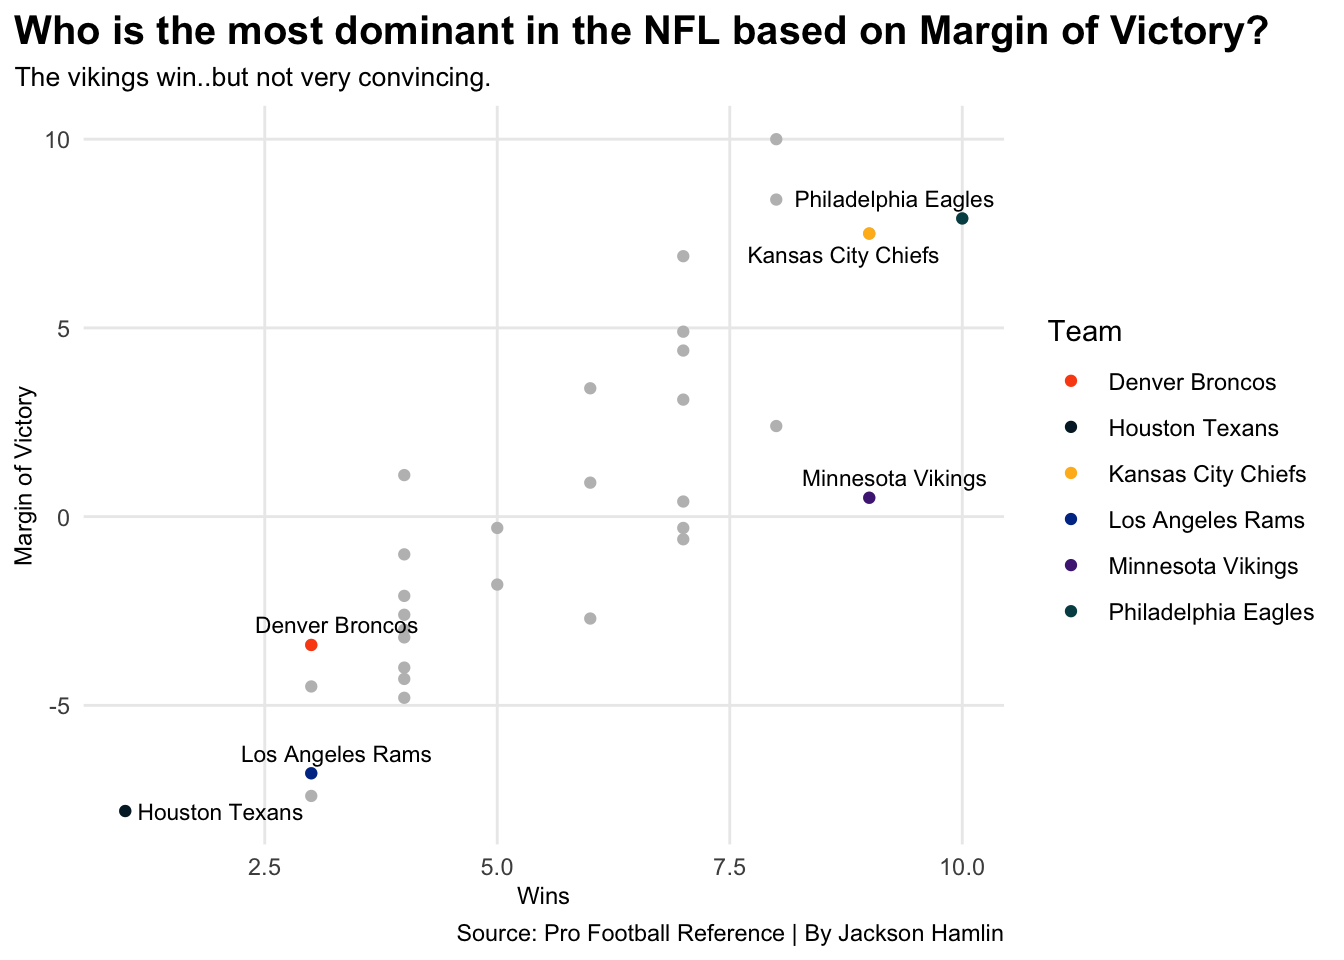 Who is the most dominant in the NFL based on Margin of Victory?
The vikings win..but not very convincing.
10
5
0
-5
Margin of Victory
Philadelphia Eagles
Kansas City Chiefs
Minnesota Vikings
Denver Broncos
Los Angeles Rams
Houston Texans
2.5
5.0
7.5
10.0
Wins
Team
Denver Broncos
Houston Texans
Kansas City Chiefs
Los Angeles Rams
Minnesota Vikings
Philadelphia Eagles
Source: Pro Football Reference | By Jackson Hamlin